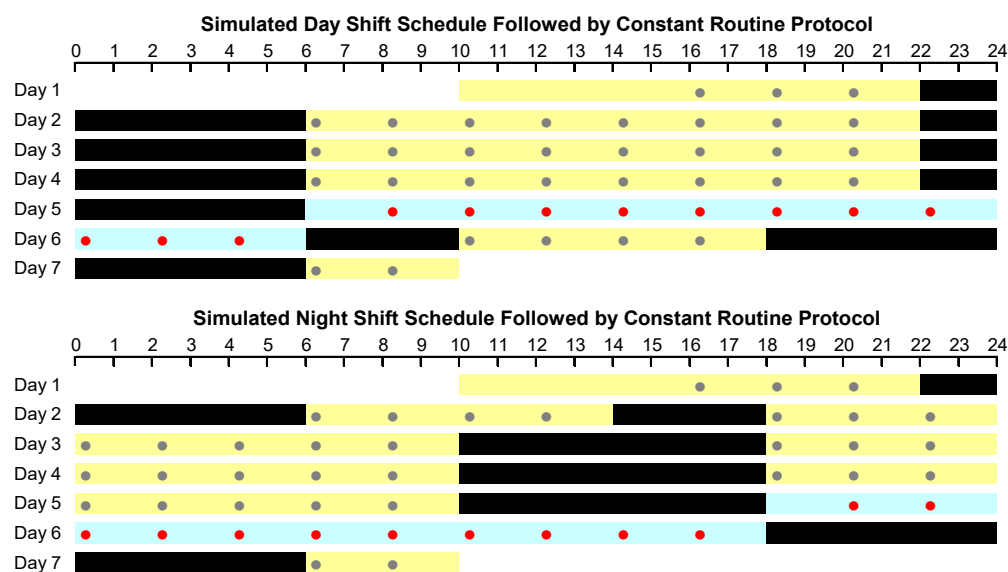 Simulated Day Shift Schedule Followed by Constant Routine Protocol
0 1 2 3 4 5 6 7 8 9 10 11 12 13 14 15 16 17 18 19 20 21 22 23 24
Day 1
Day 2
Day 3
Day 4
Day 5
Day 6
Day 7
Simulated Night Shift Schedule Followed by Constant Routine Protocol
0 1 2 3 4 5 6 7 8 9 10 11 12 13 14 15 16 17 18 19 20 21 22 23 24
Day 1
Day 2
Day 3
Day 4
Day 5
Day 6
Day 7